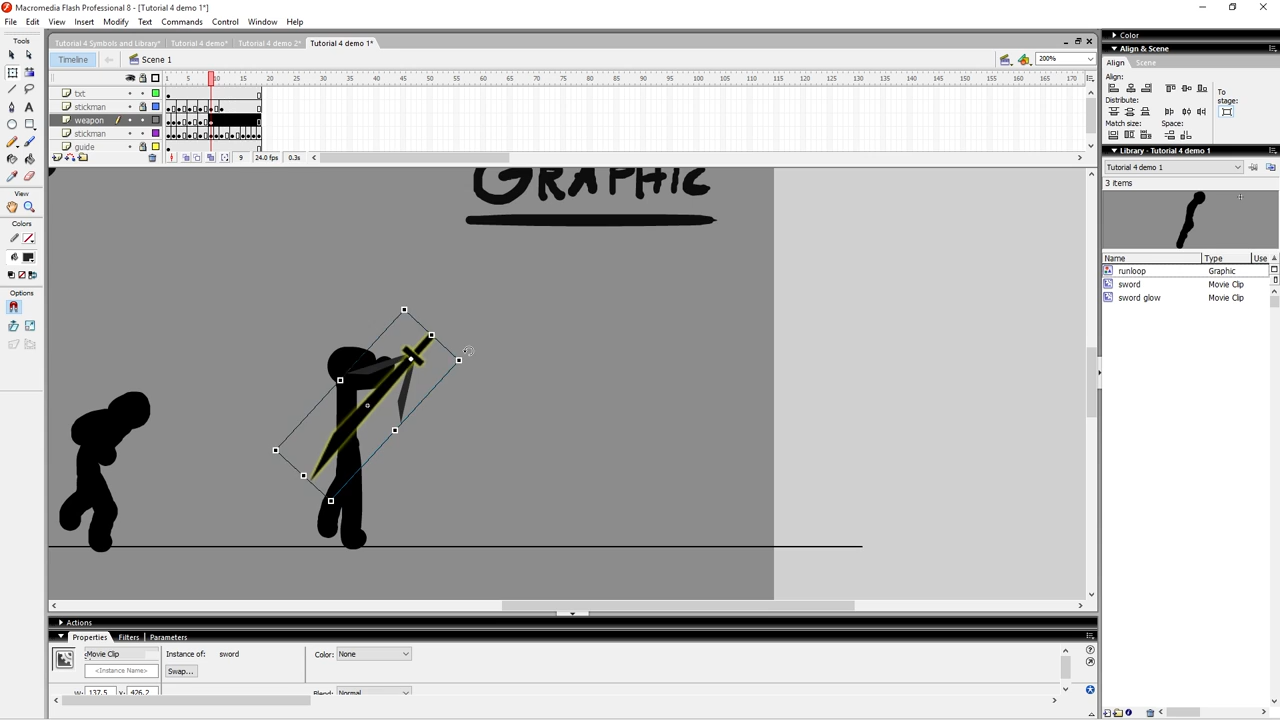 Macromedia Flash Professional 8 - [Tutorial 4 demo 1*]
File Edit View Insert Modify Text Commands Control Window Help
Tools
Tutorial 4 Symbols and Library* Tutorial 4 demo* Tutorial 4 demo 2* Tutorial 4 demo 1*
Timeline Scene 1 200%
1 5 10 15 20 25 30 35 40 45 50 55 60 65 70 75 80 85 90 95 100 105 110 115 120 125 130 135 140 145 150 155 160 165 170 175
txt
stickman
weapon
stickman
guide
9 24.0 fps 0.3s
View
Colors
Options
GRAPHIC
Color
Align & Scene
Align Scene
Align:
Distribute:
Match size: Space:
To stage:
Library - Tutorial 4 demo 1
Tutorial 4 demo 1
3 items
Name Type Use
runloop Graphic
sword Movie Clip
sword glow Movie Clip
Actions
Properties Filters Parameters
Movie Clip Instance of: sword Color: None
<Instance Name> Swap...
W: 137.5 X: 426.2 Blend: Normal